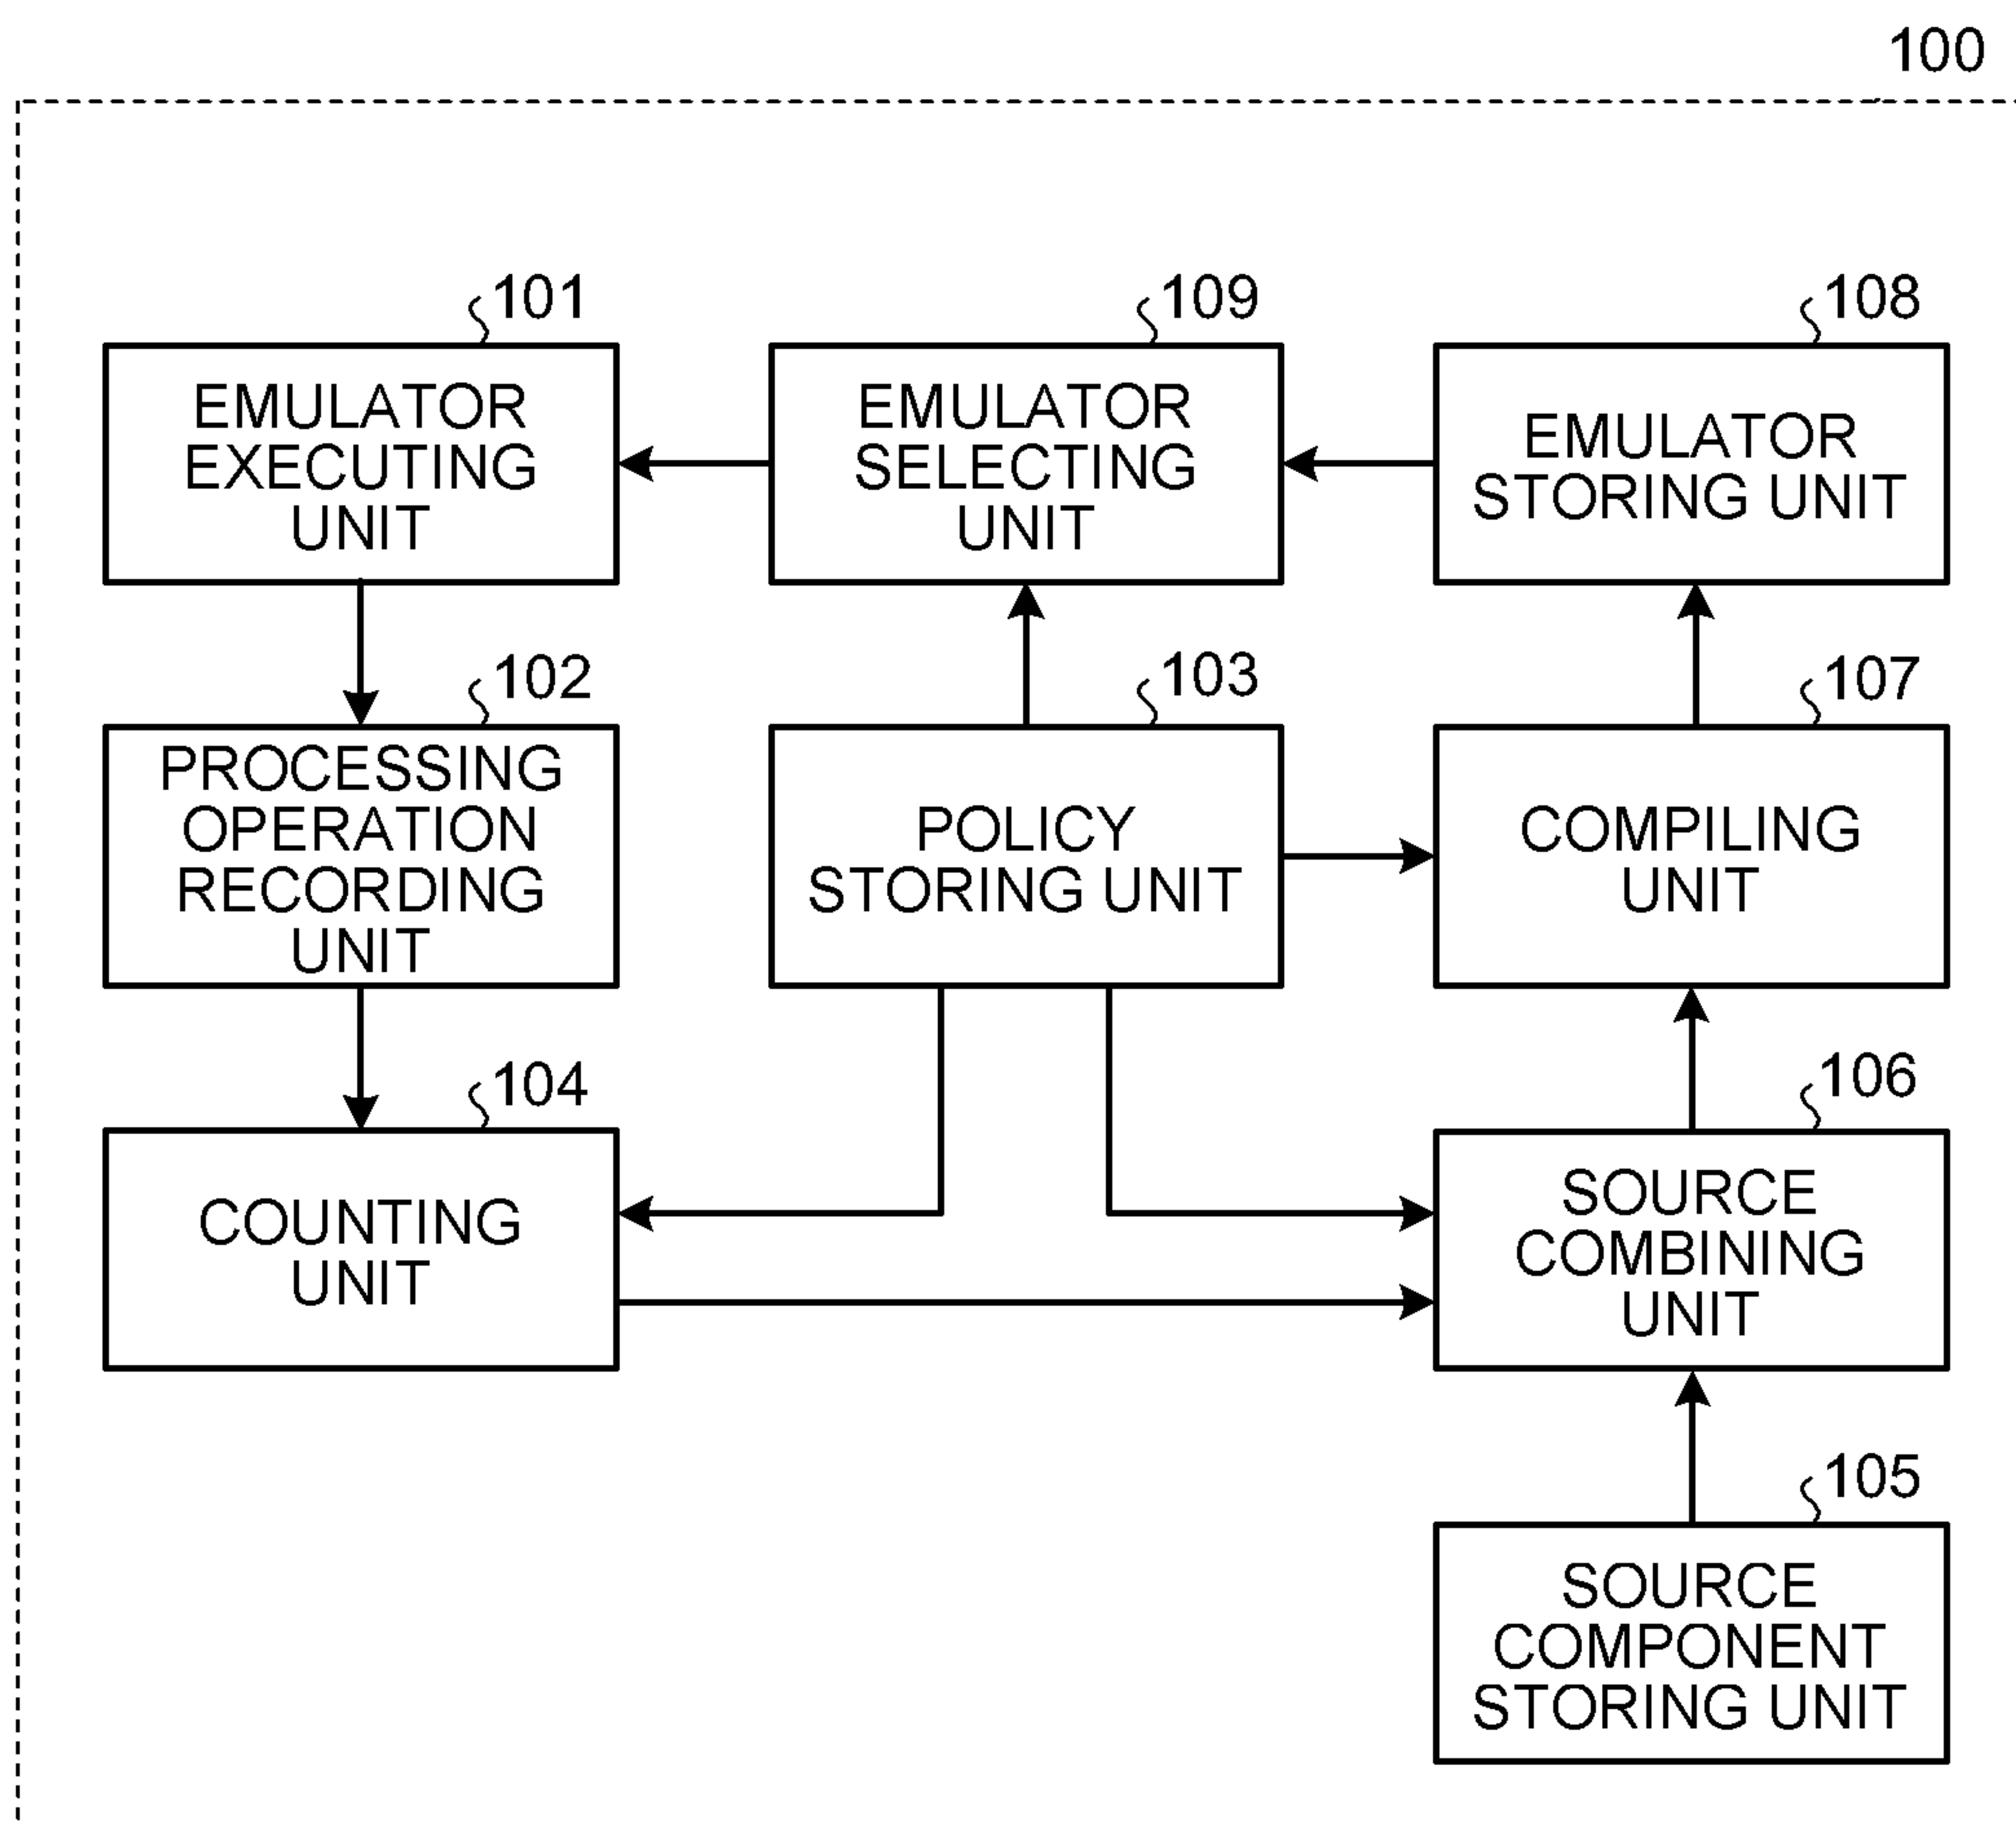 100
101
EMULATOR
EXECUTING
UNIT
109
EMULATOR
SELECTING
UNIT
108
EMULATOR
STORING UNIT
102
PROCESSING
OPERATION
RECORDING
UNIT
103
POLICY
STORING UNIT
107
COMPILING
UNIT
104
COUNTING
UNIT
106
SOURCE
COMBINING
UNIT
105
SOURCE
COMPONENT
STORING UNIT